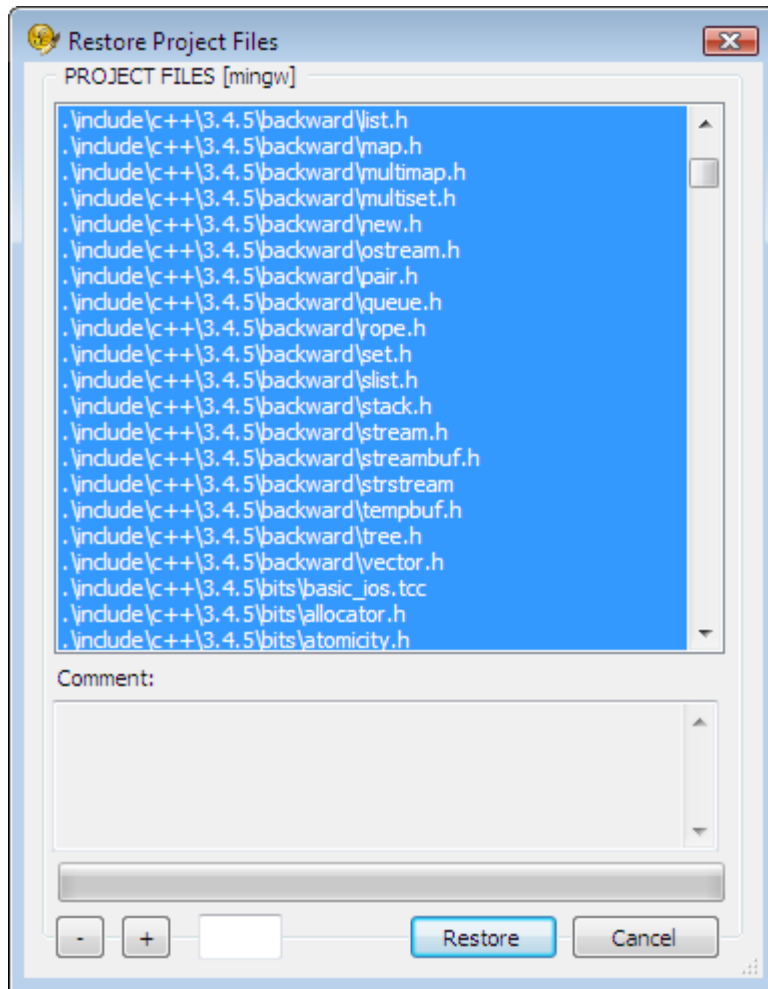 Restore Project Files
PROJECT FILES [mingw]
.\include\c++\3.4.5\backward\list.h
.\include\c++\3.4.5\backward\map.h
.\include\c++\3.4.5\backward\multimap.h
.\include\c++\3.4.5\backward\multiset.h
.\include\c++\3.4.5\backward\new.h
.\include\c++\3.4.5\backward\ostream.h
.\include\c++\3.4.5\backward\pair.h
.\include\c++\3.4.5\backward\queue.h
.\include\c++\3.4.5\backward\rope.h
.\include\c++\3.4.5\backward\set.h
.\include\c++\3.4.5\backward\slist.h
.\include\c++\3.4.5\backward\stack.h
.\include\c++\3.4.5\backward\stream.h
.\include\c++\3.4.5\backward\streambuf.h
.\include\c++\3.4.5\backward\strstream
.\include\c++\3.4.5\backward\tempbuf.h
.\include\c++\3.4.5\backward\tree.h
.\include\c++\3.4.5\backward\vector.h
.\include\c++\3.4.5\bits\basic_ios.tcc
.\include\c++\3.4.5\bits\allocator.h
.\include\c++\3.4.5\bits\atomicity.h
Comment:
- + Restore Cancel